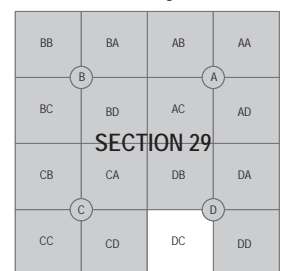 BB BA AB AA
B A
BC BD AC AD
SECTION 29
CB CA DB DA
C D
CC CD DC DD